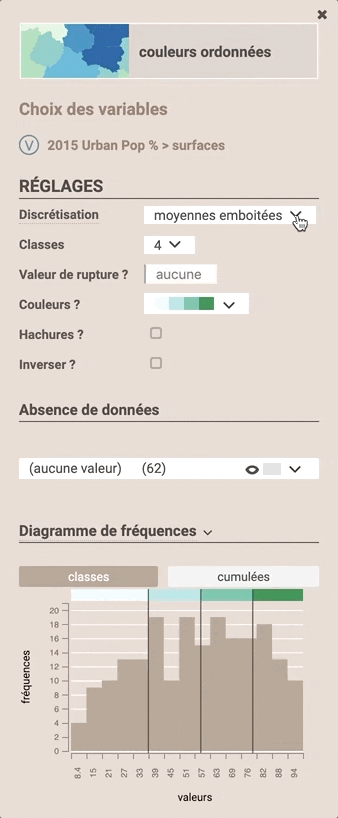 couleurs ordonnées
Choix des variables
V 2015 Urban Pop % > surfaces
RÉGLAGES
Discrétisation moyennes emboitées
Classes 4
Valeur de rupture ? aucune
Couleurs ?
Hachures ?
Inverser ?
Absence de données
(aucune valeur) (62)
Diagramme de fréquences
classes cumulées
fréquences
20
18
16
14
12
10
8
6
4
2
0
8.4 15 21 27 33 39 45 51 57 63 69 76 82 88 94
valeurs